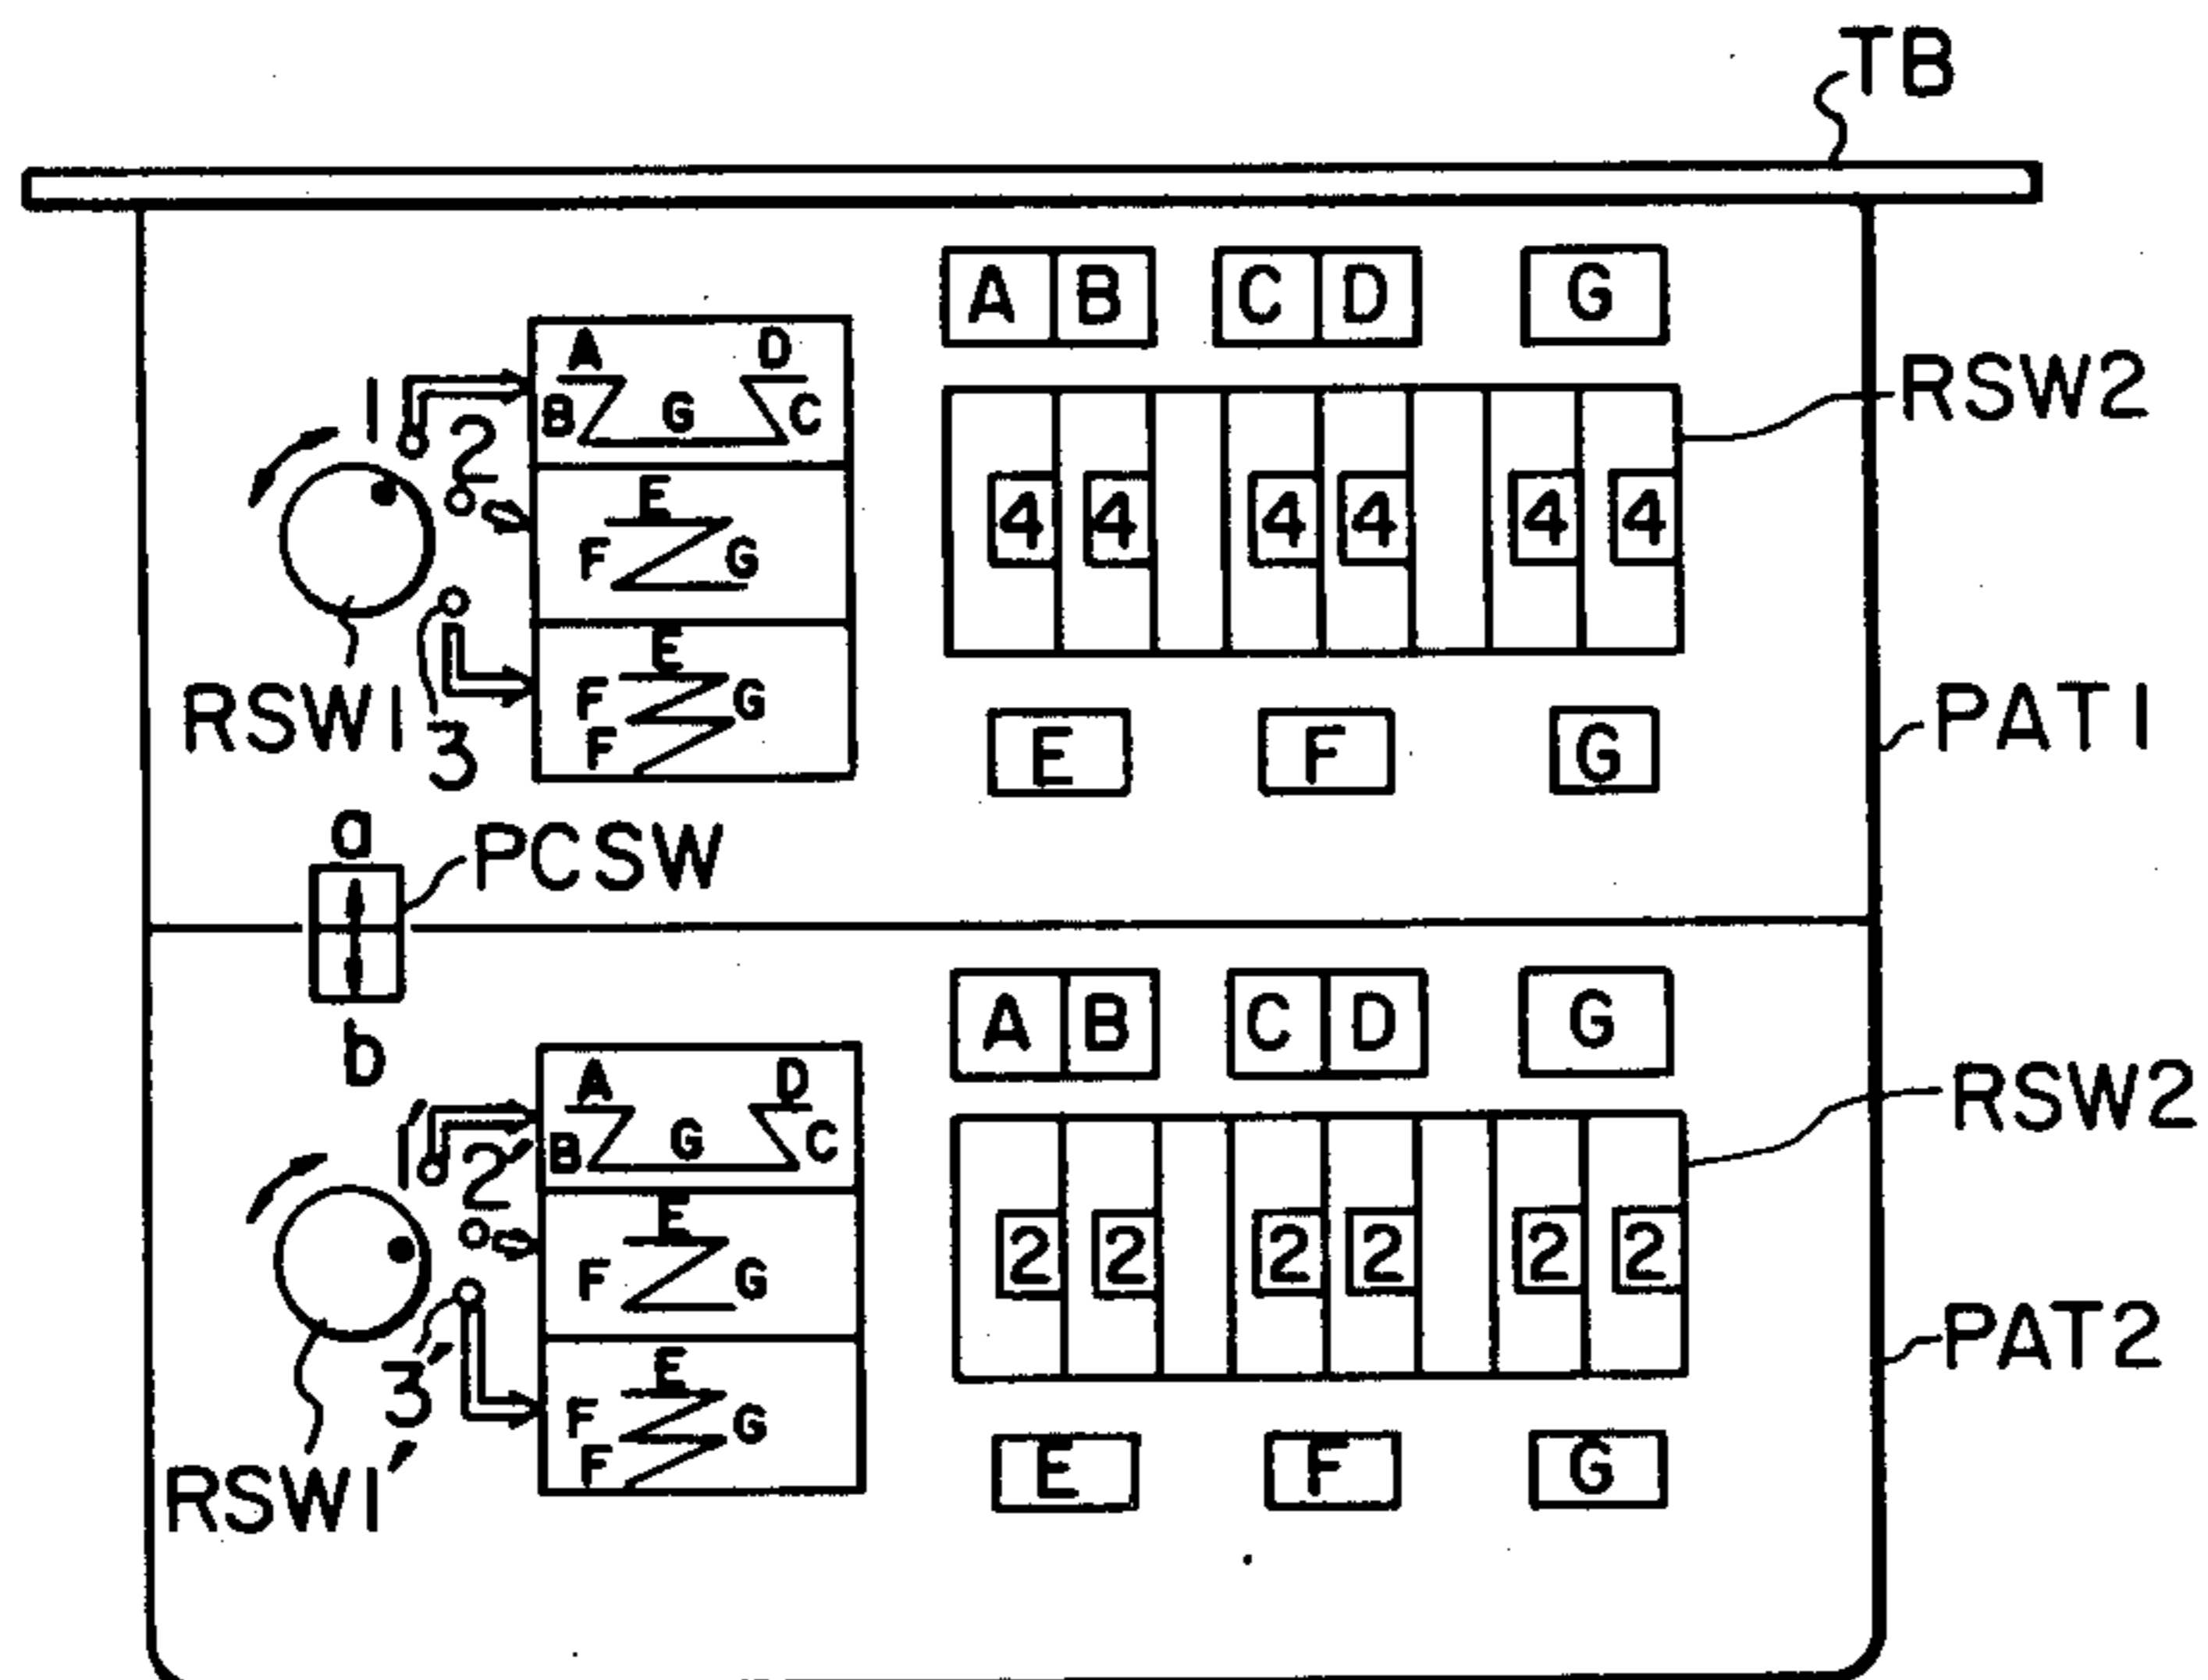 TB
A B C D G
A D
B G C
1
2
RSW2
E
F G
4 4 4 4 4 4
E
F G
F
RSW1
3
PAT1
E F G
a
PCSW
b
A B C D G
A D
B G C
1'
2'
RSW2
E
F G
2 2 2 2 2 2
E
F G
F
3'
PAT2
RSW1'
E F G